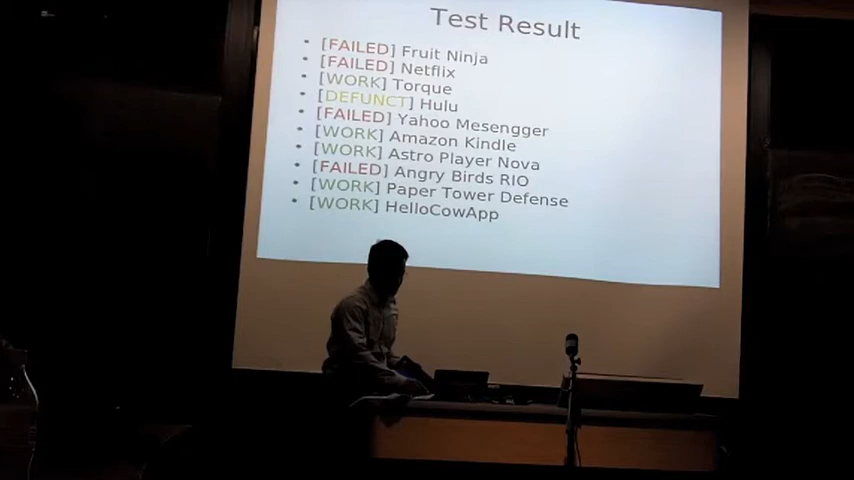 Test Result
[FAILED] Fruit Ninja
[FAILED] Netflix
[WORK] Torque
[DEFUNCT] Hulu
[FAILED] Yahoo Mesengger
[WORK] Amazon Kindle
[WORK] Astro Player Nova
[FAILED] Angry Birds RIO
[WORK] Paper Tower Defense
[WORK] HelloCowApp